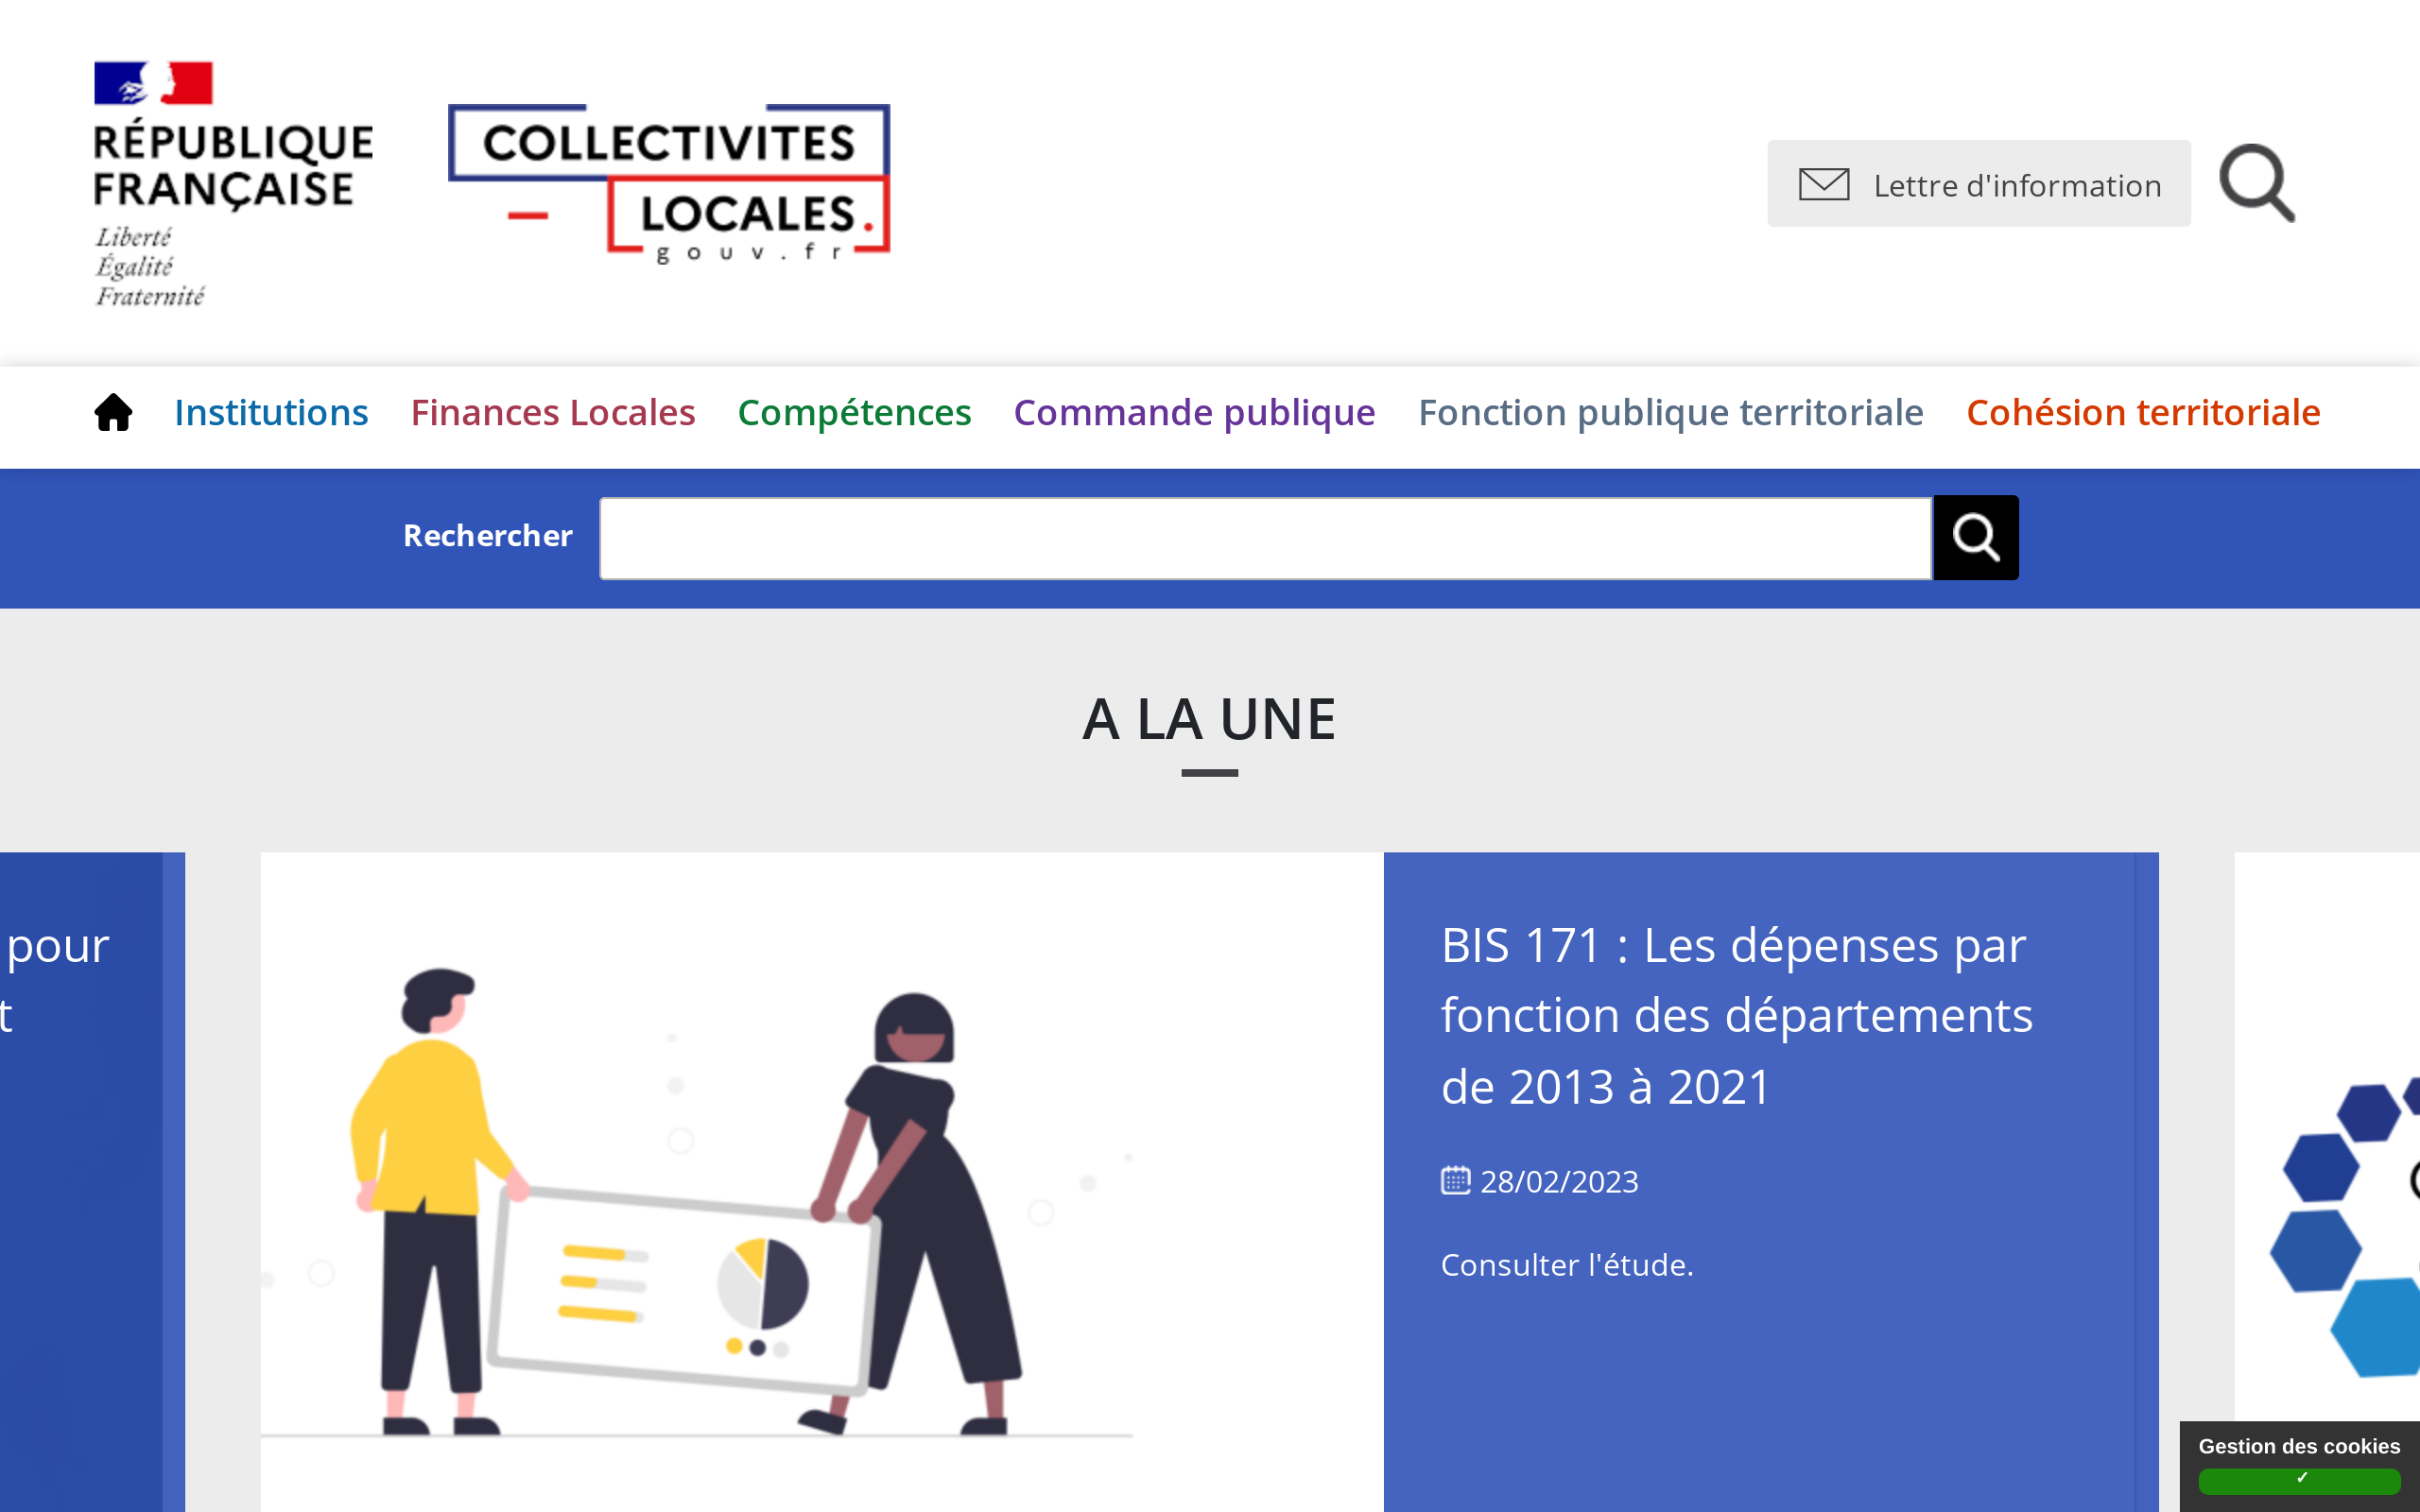 RÉPUBLIQUE
FRANÇAISE
Liberté
Égalité
Fraternité
COLLECTIVITES
LOCALES.
gouv.fr
Lettre d'information
Institutions
Finances Locales
Compétences
Commande publique
Fonction publique territoriale
Cohésion territoriale
Rechercher
A LA UNE
pour
t
BIS 171 : Les dépenses par
fonction des départements
de 2013 à 2021
28/02/2023
Consulter l'étude.
Gestion des cookies
✓